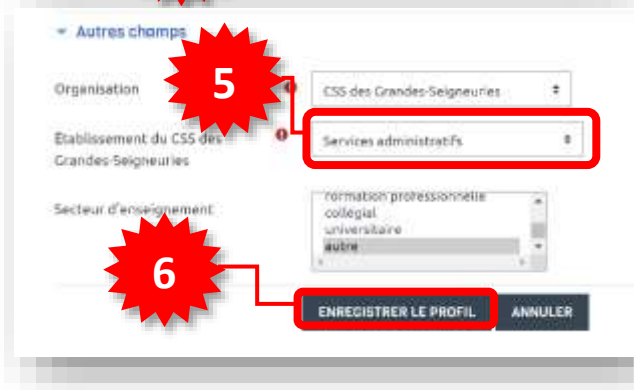 Autres champs
5
Organisation
CSS des Grandes-Seigneuries
Établissement du CSS des
Grandes-Seigneuries
Services administratifs
Secteur d'enseignement
formation professionnelle
collégial
universitaire
autre
6
ENREGISTRER LE PROFIL
ANNULER